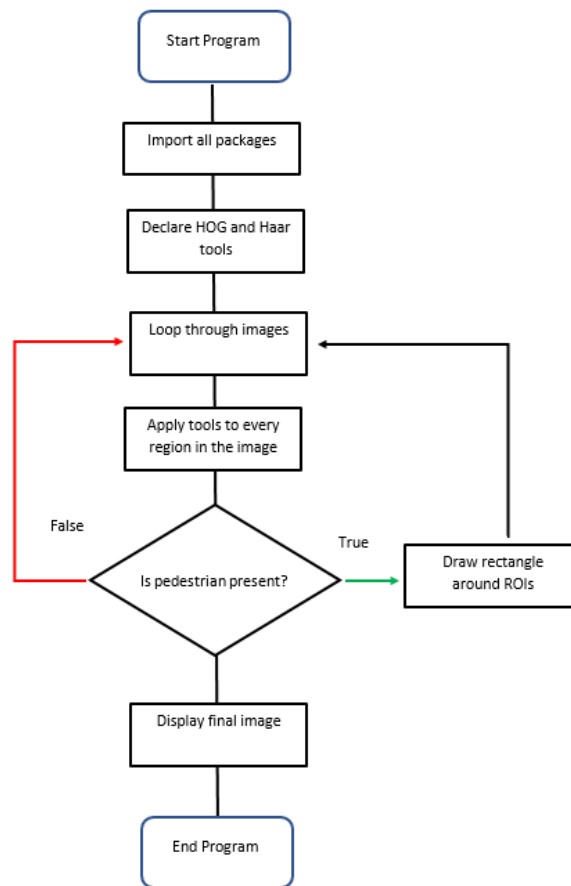 Start Program
Import all packages
Declare HOG and Haar
tools
Loop through images
Apply tools to every
region in the image
False
True
Is pedestrian present?
Draw rectangle
around ROIs
Display final image
End Program